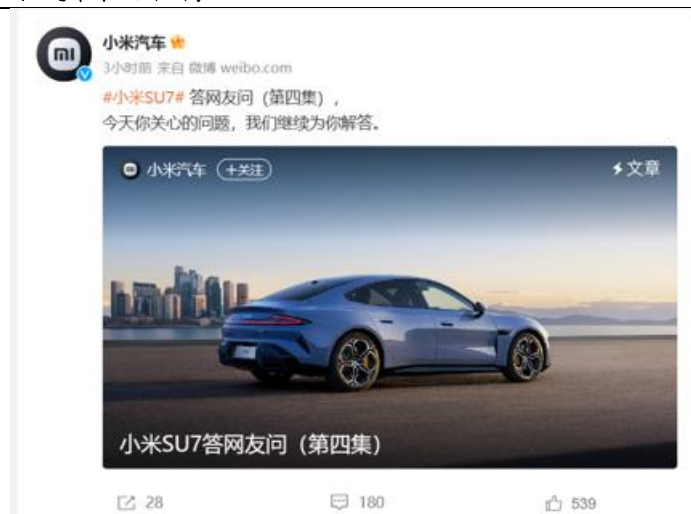 小米汽车
3小时前 来自 微博 weibo.com
#小米SU7# 答网友问（第四集），
今天你关心的问题，我们继续为你解答。
小米汽车 +关注 文章
小米SU7答网友问（第四集）
28 180 539